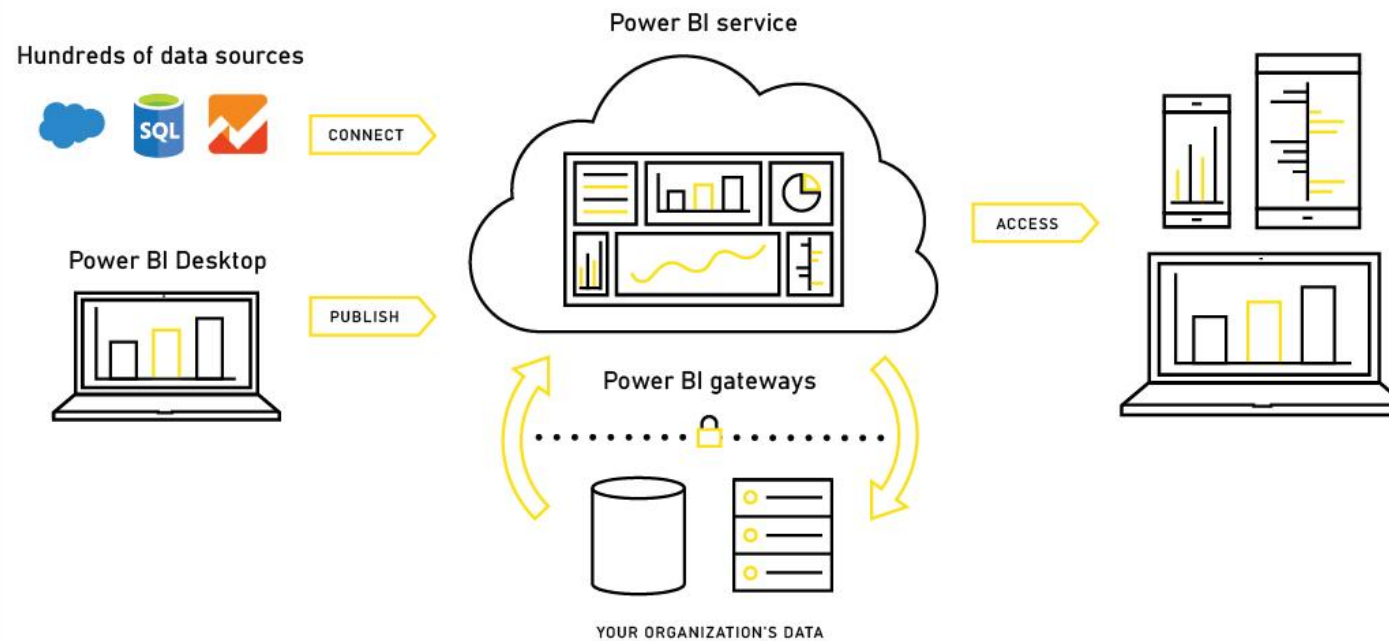 Power BI service
Hundreds of data sources
SQL
CONNECT
ACCESS
Power BI Desktop
PUBLISH
Power BI gateways
YOUR ORGANIZATION'S DATA